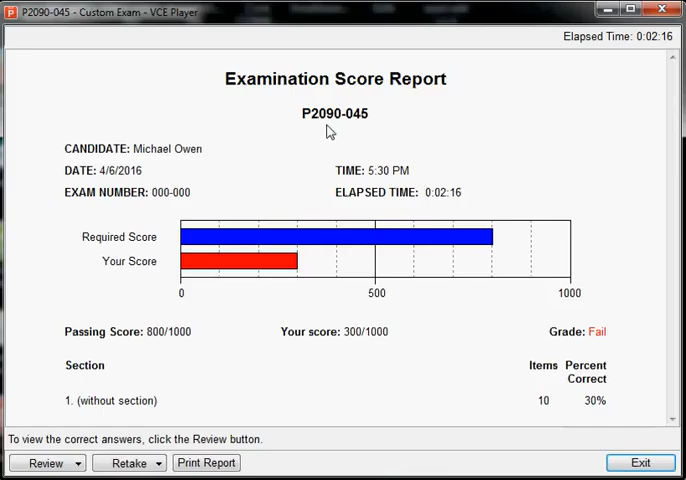 P2090-045 - Custom Exam - VCE Player
Elapsed Time: 0:02:16
Examination Score Report
P2090-045
CANDIDATE: Michael Owen
DATE: 4/6/2016 TIME: 5:30 PM
EXAM NUMBER: 000-000 ELAPSED TIME: 0:02:16
Required Score
Your Score
0 500 1000
Passing Score: 800/1000 Your score: 300/1000 Grade: Fail
Section Items Percent Correct
1. (without section) 10 30%
To view the correct answers, click the Review button.
Review Retake Print Report Exit